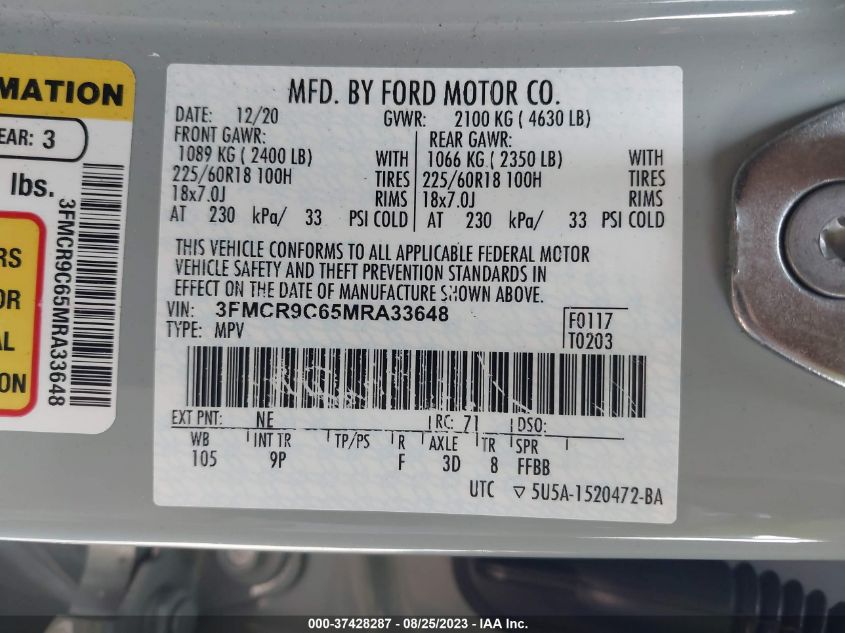 MFD. BY FORD MOTOR CO.
DATE: 12/20 GVWR: 2100 KG ( 4630 LB)
FRONT GAWR: REAR GAWR:
1089 KG ( 2400 LB) WITH 1066 KG ( 2350 LB) WITH
225/60R18 100H TIRES 225/60R18 100H TIRES
18x7.0J RIMS 18x7.0J RIMS
AT 230 kPa/ 33 PSI COLD AT 230 kPa/ 33 PSI COLD
THIS VEHICLE CONFORMS TO ALL APPLICABLE FEDERAL MOTOR
VEHICLE SAFETY AND THEFT PREVENTION STANDARDS IN
EFFECT ON THE DATE OF MANUFACTURE SHOWN ABOVE.
VIN: 3FMCR9C65MRA33648 F0117
TYPE: MPV T0203
EXT PNT: NE RC: 71 DSO:
WB INT TR TP/PS R AXLE TR SPR
105 9P F 3D 8 FFBB
UTC ▽ 5U5A-1520472-BA
MATION
EAR: 3
lbs.
RS
OR
AL
ON
3FMCR9C65MRA33648
000-37428287 - 08/25/2023 - © IAA Holdings, LLC.